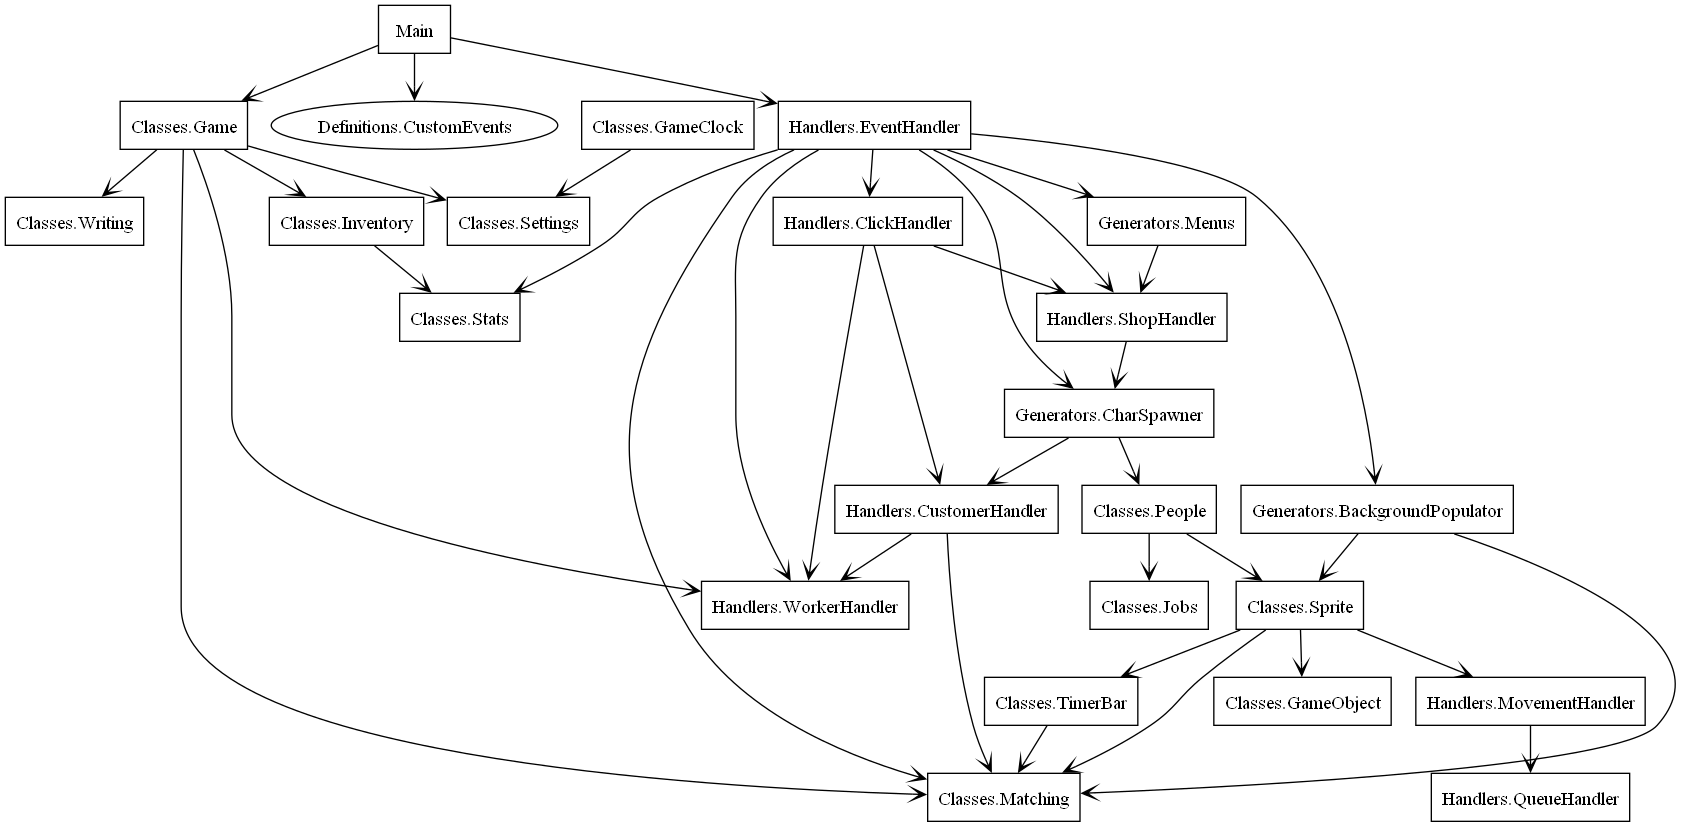 Main
Classes.Game
Definitions.CustomEvents
Classes.GameClock
Handlers.EventHandler
Classes.Writing
Classes.Inventory
Classes.Settings
Handlers.ClickHandler
Generators.Menus
Classes.Stats
Handlers.ShopHandler
Generators.CharSpawner
Handlers.CustomerHandler
Classes.People
Generators.BackgroundPopulator
Handlers.WorkerHandler
Classes.Jobs
Classes.Sprite
Classes.TimerBar
Classes.GameObject
Handlers.MovementHandler
Classes.Matching
Handlers.QueueHandler